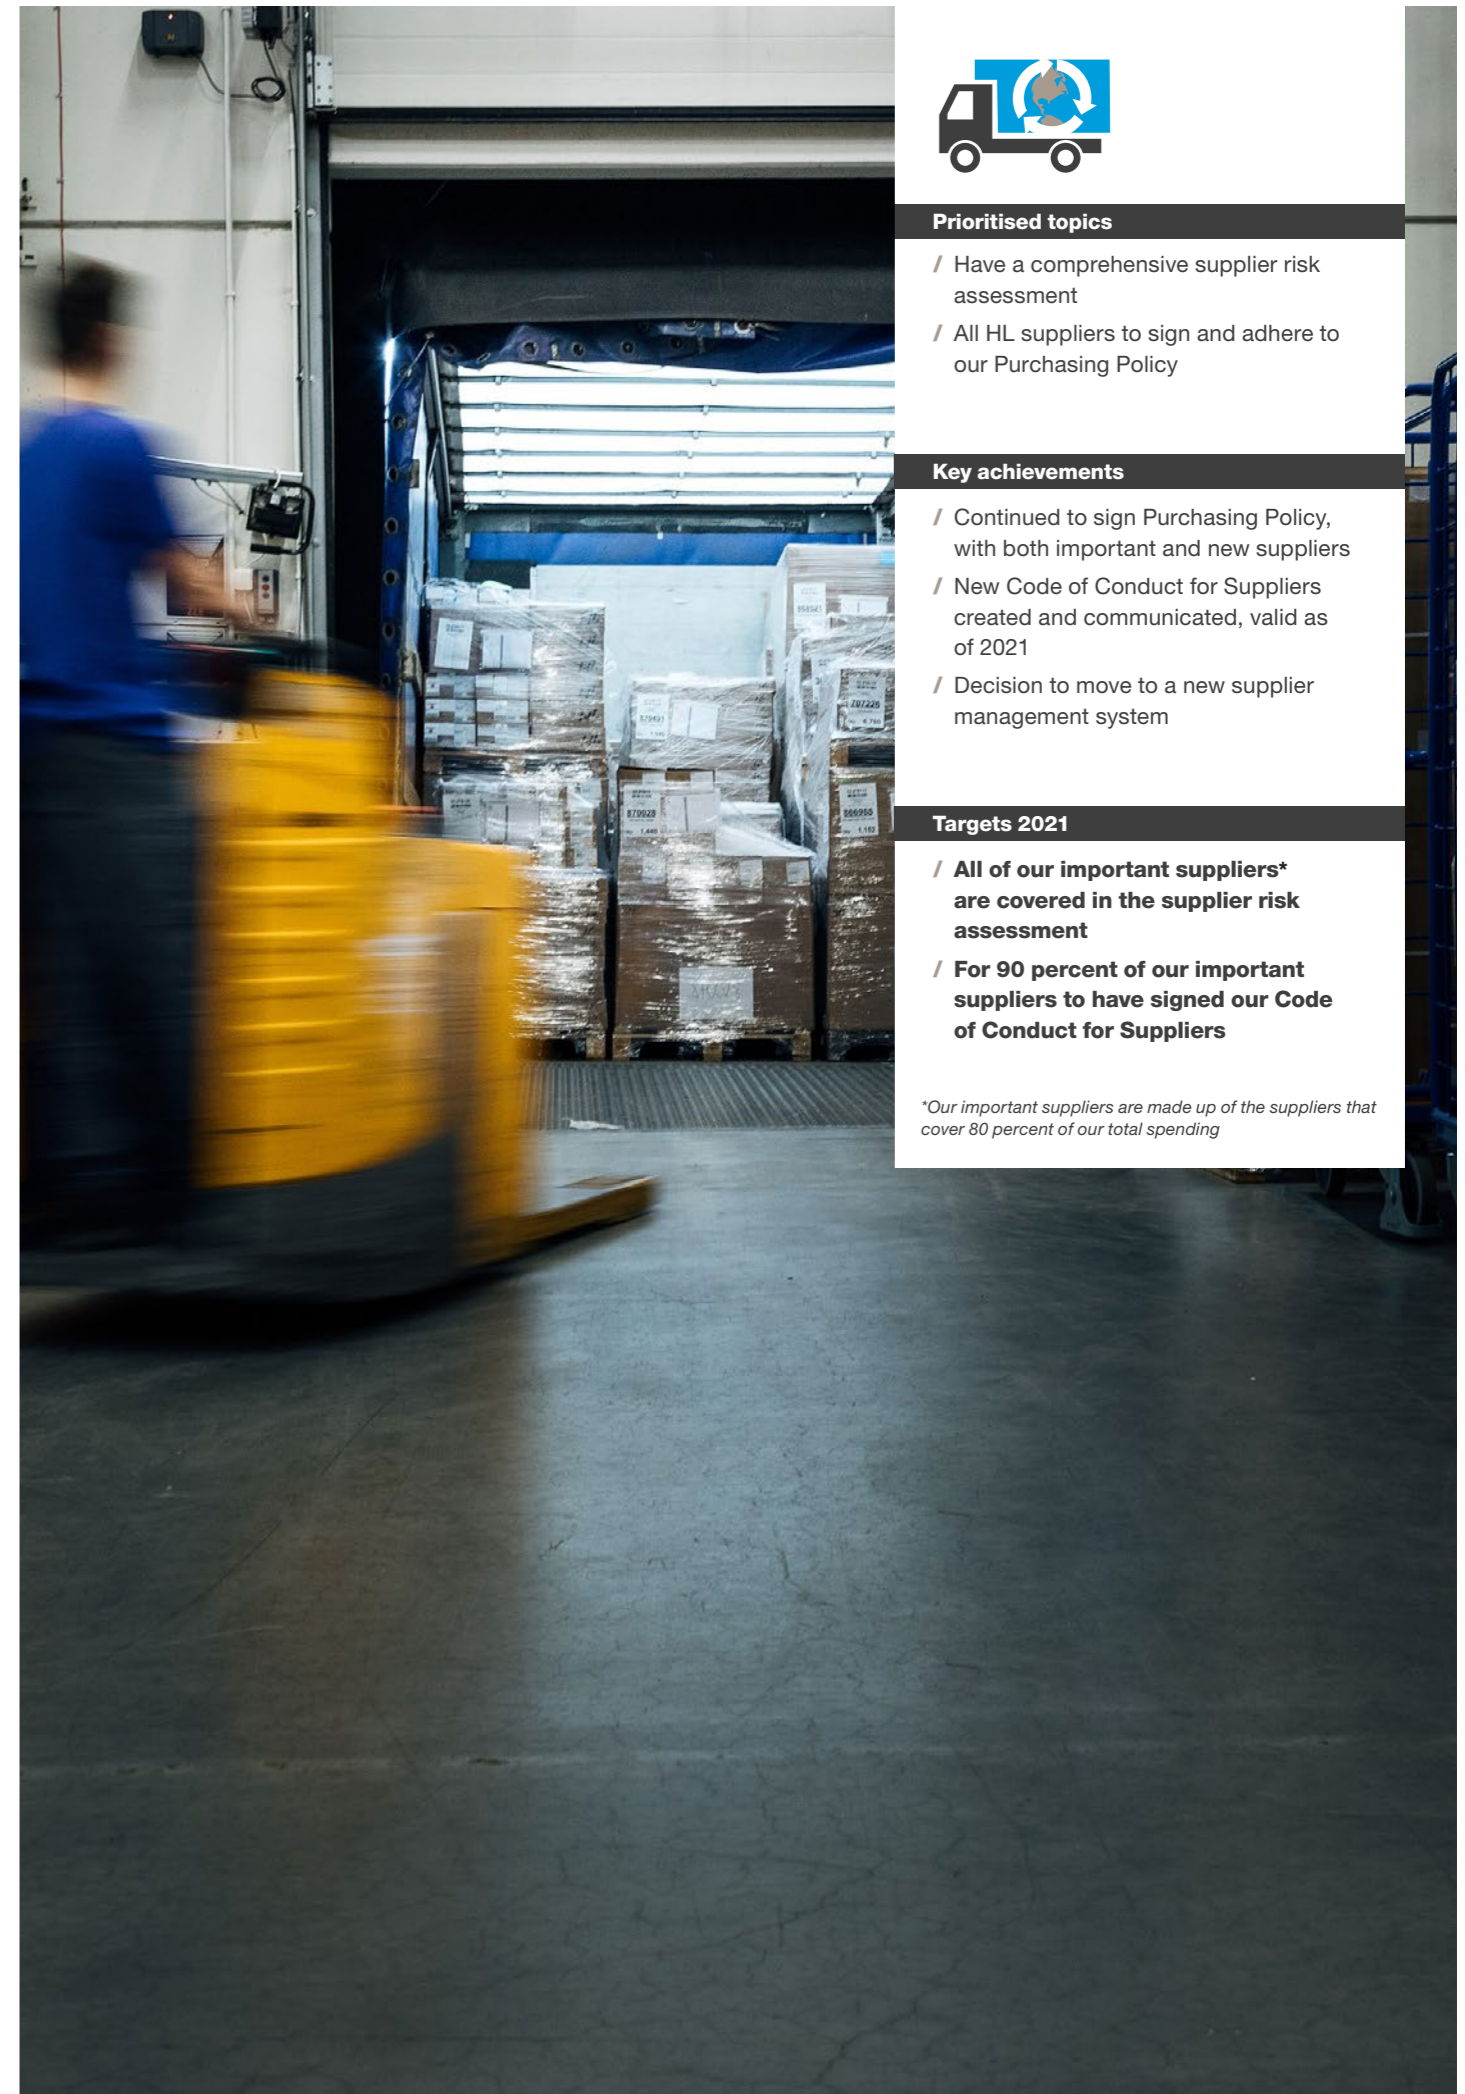 Prioritised topics
/ Have a comprehensive supplier risk
assessment
/ All HL suppliers to sign and adhere to
our Purchasing Policy
Key achievements
/ Continued to sign Purchasing Policy,
with both important and new suppliers
/ New Code of Conduct for Suppliers
created and communicated, valid as
of 2021
/ Decision to move to a new supplier
management system
Targets 2021
/ All of our important suppliers*
are covered in the supplier risk
assessment
/ For 90 percent of our important
suppliers to have signed our Code
of Conduct for Suppliers
*Our important suppliers are made up of the suppliers that
cover 80 percent of our total spending
707226
870928
866955